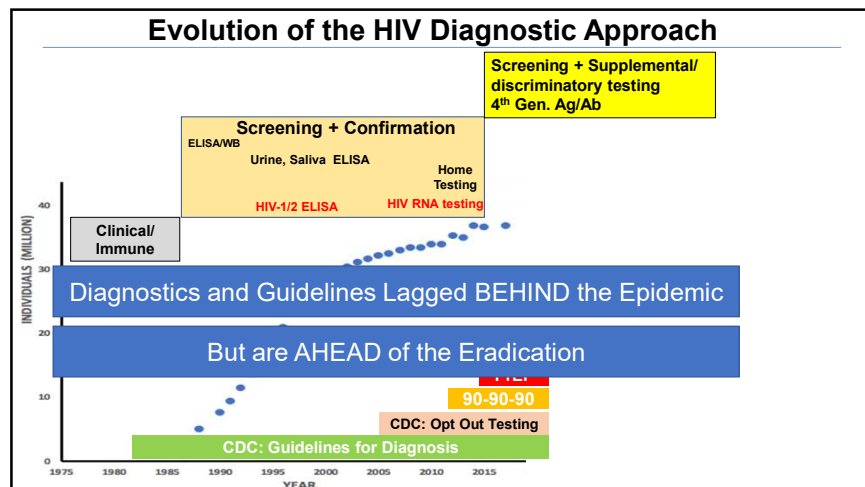 Evolution of the HIV Diagnostic Approach
Screening + Supplemental/
discriminatory testing
4th Gen. Ag/Ab
Screening + Confirmation
ELISA/WB
Urine, Saliva ELISA
Home
Testing
HIV-1/2 ELISA
HIV RNA testing
Clinical/
Immune
INDIVIDUALS (MILLION)
40
30
20
10
0
Diagnostics and Guidelines Lagged BEHIND the Epidemic
But are AHEAD of the Eradication
90-90-90
CDC: Opt Out Testing
CDC: Guidelines for Diagnosis
1975
1980
1985
1990
1995
2000
2005
2010
2015
YEAR